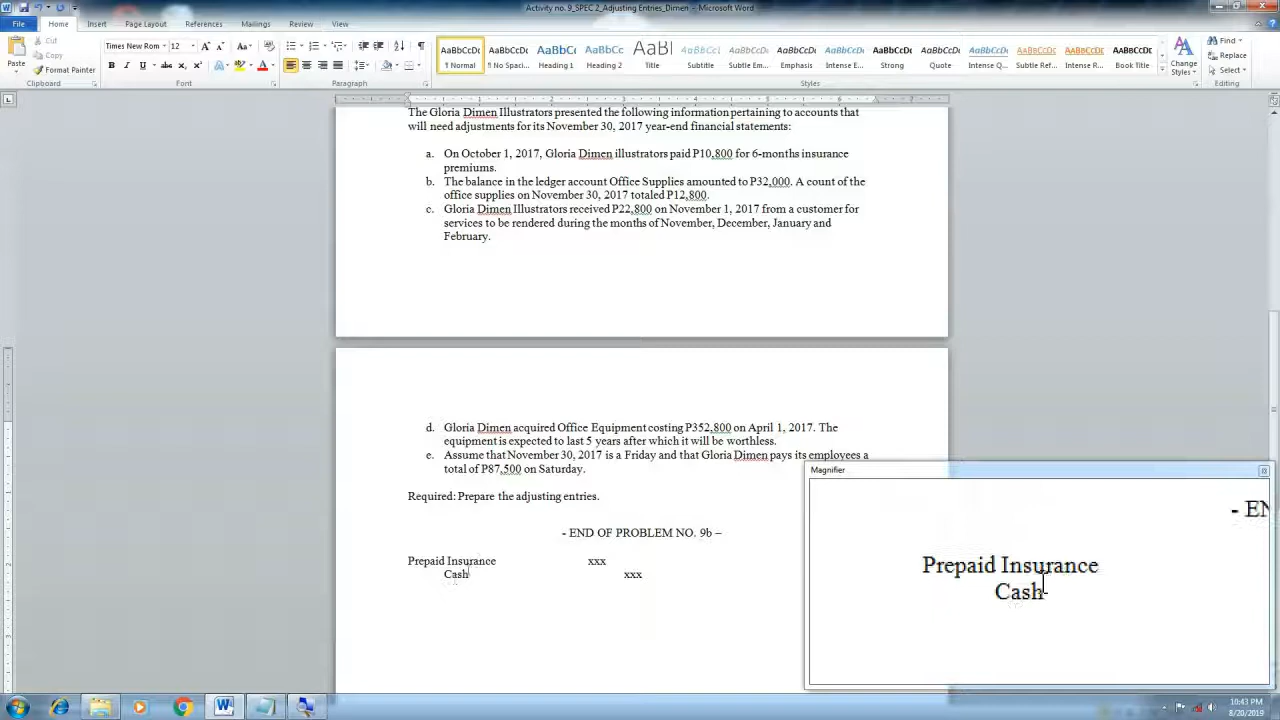 Activity no. 9_SPEC 2_Adjusting Entries_Dimen - Microsoft Word
File Home Insert Page Layout References Mailings Review View
Cut
Copy
Format Painter
Paste
Clipboard
Times New Rom 12
Font
Paragraph
AaBbCcDc AaBbCcDc AaBbC AaBbCc AaBl AaBbCc. AaBbCcDc AaBbCcDc AaBbCcDc AaBbCcDc AaBbCcDc AaBbCcDc AaBbCcDc AaBbCcDc AaBbCcDc
¶ Normal ¶ No Spaci... Heading 1 Heading 2 Title Subtitle Subtle Em... Emphasis Intense E... Strong Quote Intense Q... Subtle Ref... Intense R... Book Title
Change Styles
Styles
Find
Replace
Select
Editing
The Gloria Dimen Illustrators presented the following information pertaining to accounts that
will need adjustments for its November 30, 2017 year-end financial statements:
a. On October 1, 2017, Gloria Dimen illustrators paid P10,800 for 6-months insurance
premiums.
b. The balance in the ledger account Office Supplies amounted to P32,000. A count of the
office supplies on November 30, 2017 totaled P12,800.
c. Gloria Dimen Illustrators received P22,800 on November 1, 2017 from a customer for
services to be rendered during the months of November, December, January and
February.
d. Gloria Dimen acquired Office Equipment costing P352,800 on April 1, 2017. The
equipment is expected to last 5 years after which it will be worthless.
e. Assume that November 30, 2017 is a Friday and that Gloria Dimen pays its employees a
total of P87,500 on Saturday.
Required: Prepare the adjusting entries.
- END OF PROBLEM NO. 9b –
Prepaid Insurance xxx
Cash xxx
Magnifier
- EN
Prepaid Insurance
Cash
10:43 PM
8/20/2019